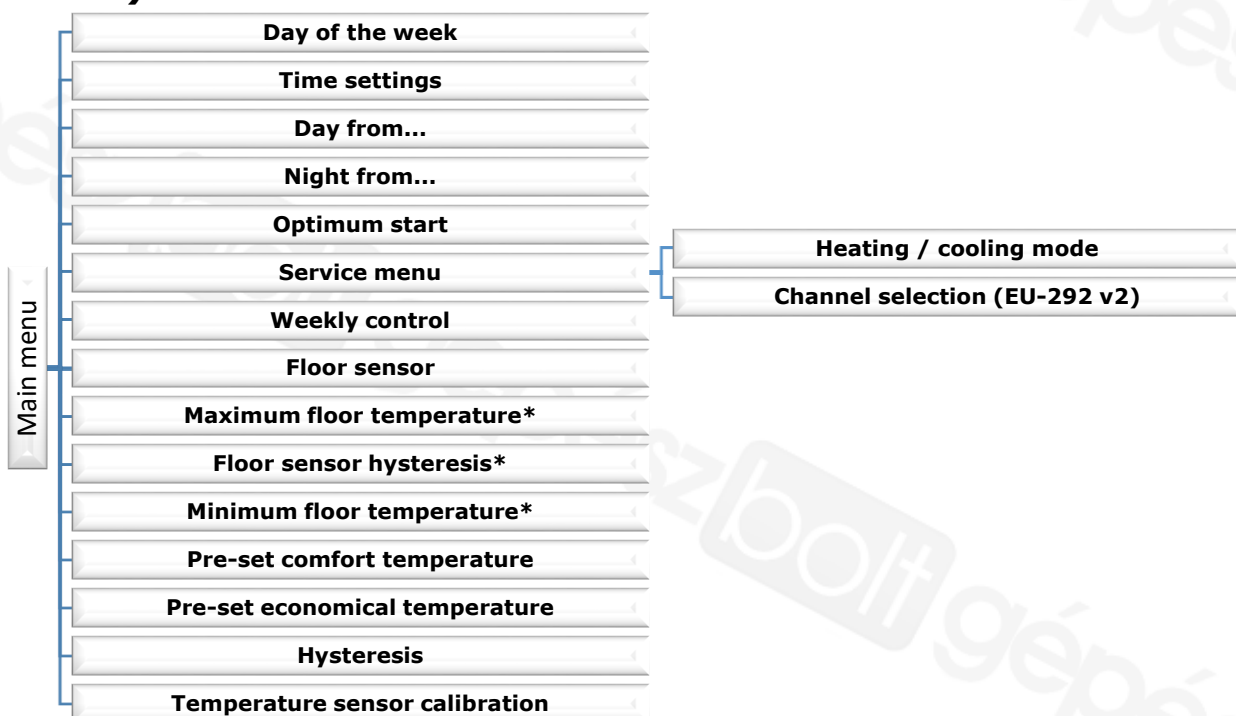 Day of the week
Time settings
Day from...
Night from...
Optimum start
Service menu
Heating / cooling mode
Channel selection (EU-292 v2)
Weekly control
Main menu
Floor sensor
Maximum floor temperature*
Floor sensor hysteresis*
Minimum floor temperature*
Pre-set comfort temperature
Pre-set economical temperature
Hysteresis
Temperature sensor calibration
bolt